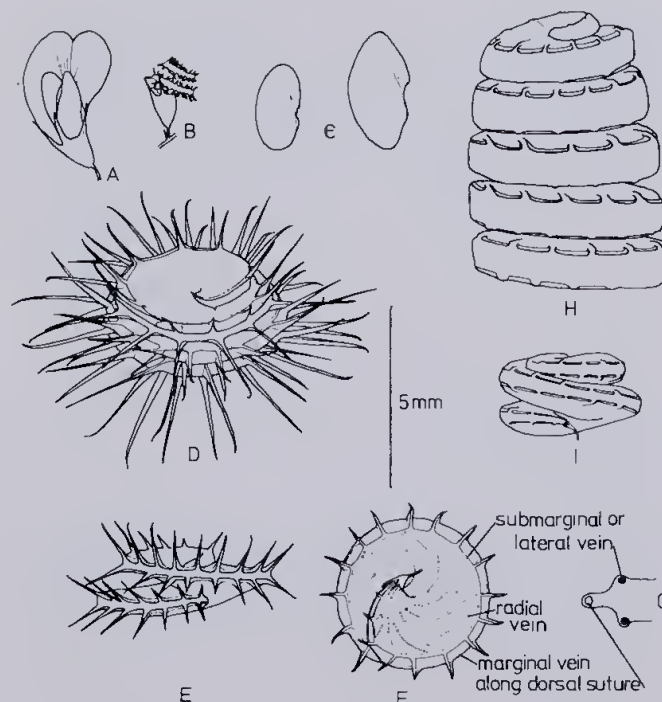 A
B
C
H
D
5mm
I
submarginal or
lateral vein
radial
vein
marginal vein
along dorsal suture
E
F